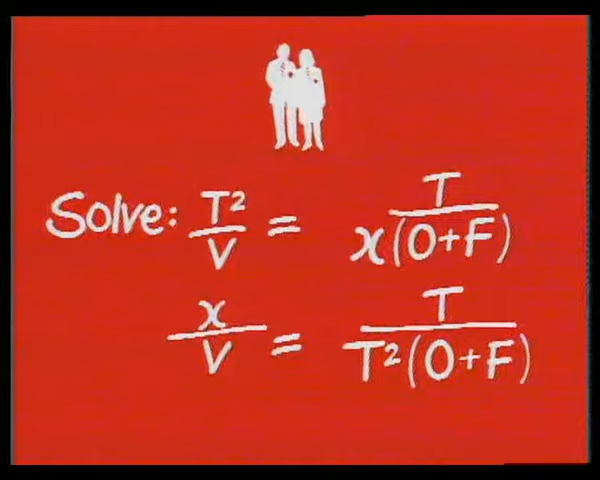 Solve: T²/V = T/x(O+F)
x/V = T/T²(O+F)